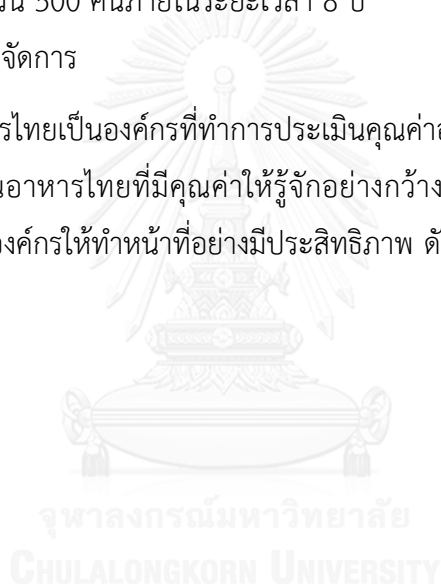 500 คนภายในระยะเวลา 8 ปี
จัดการ
รไทยเป็นองค์กรที่ทำการประเมินคุณค่า
อาหารไทยที่มีคุณค่าให้รู้จักอย่างกว้าง
องค์กรให้ทำหน้าที่อย่างมีประสิทธิภาพ
จุฬาลงกรณ์มหาวิทยาลัย
CHULALONGKORN UNIVERSITY